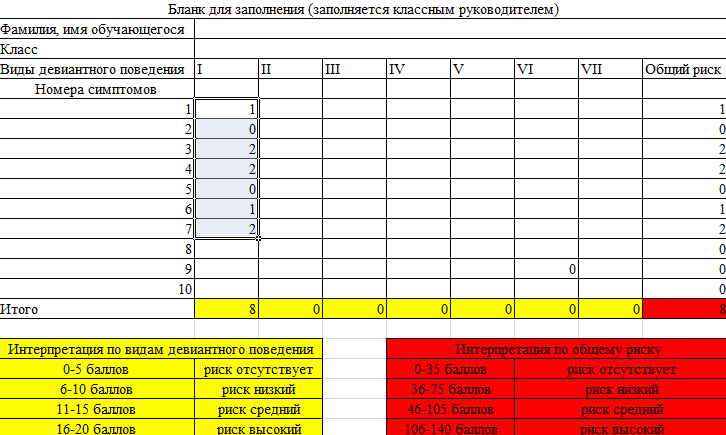 Бланк для заполнения (заполняется классным руководителем)
Фамилия, имя обучающегося
Класс
Виды девиантного поведения I II III IV V VI VII Общий риск
Номера симптомов
1 1 1
2 0 0
3 2 2
4 2 2
5 0 0
6 1 1
7 2 2
8 0
9 0 0
10 0
Итого 8 0 0 0 0 0 0 8
Интерпретация по видам девиантного поведения Интерпретация по общему риску
0-5 баллов риск отсутствует 0-35 баллов риск отсутствует
6-10 баллов риск низкий 36-75 баллов риск низкий
11-15 баллов риск средний 46-105 баллов риск средний
16-20 баллов риск высокий 106-140 баллов риск высокий